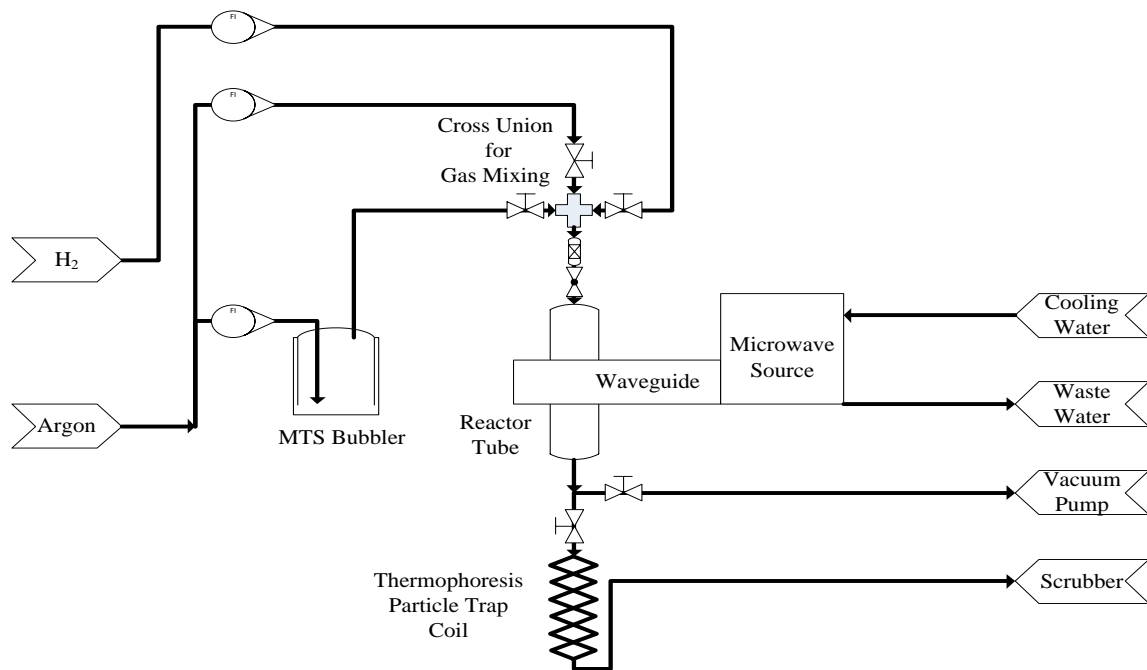 FI
FI
Cross Union
for
Gas Mixing
H₂
FI
Cooling
Water
Microwave
Source
Waveguide
Waste
Water
Argon
MTS Bubbler
Reactor
Tube
Vacuum
Pump
Thermophoresis
Particle Trap
Coil
Scrubber